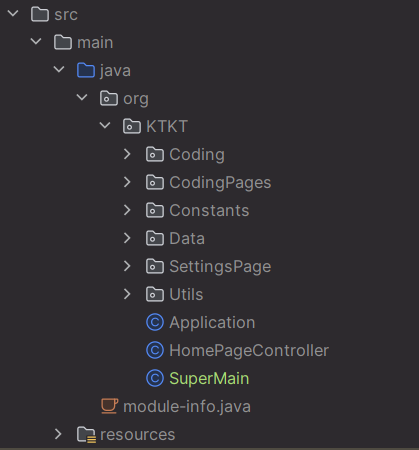 src
main
java
org
KTKT
Coding
CodingPages
Constants
Data
SettingsPage
Utils
Application
HomePageController
SuperMain
module-info.java
resources